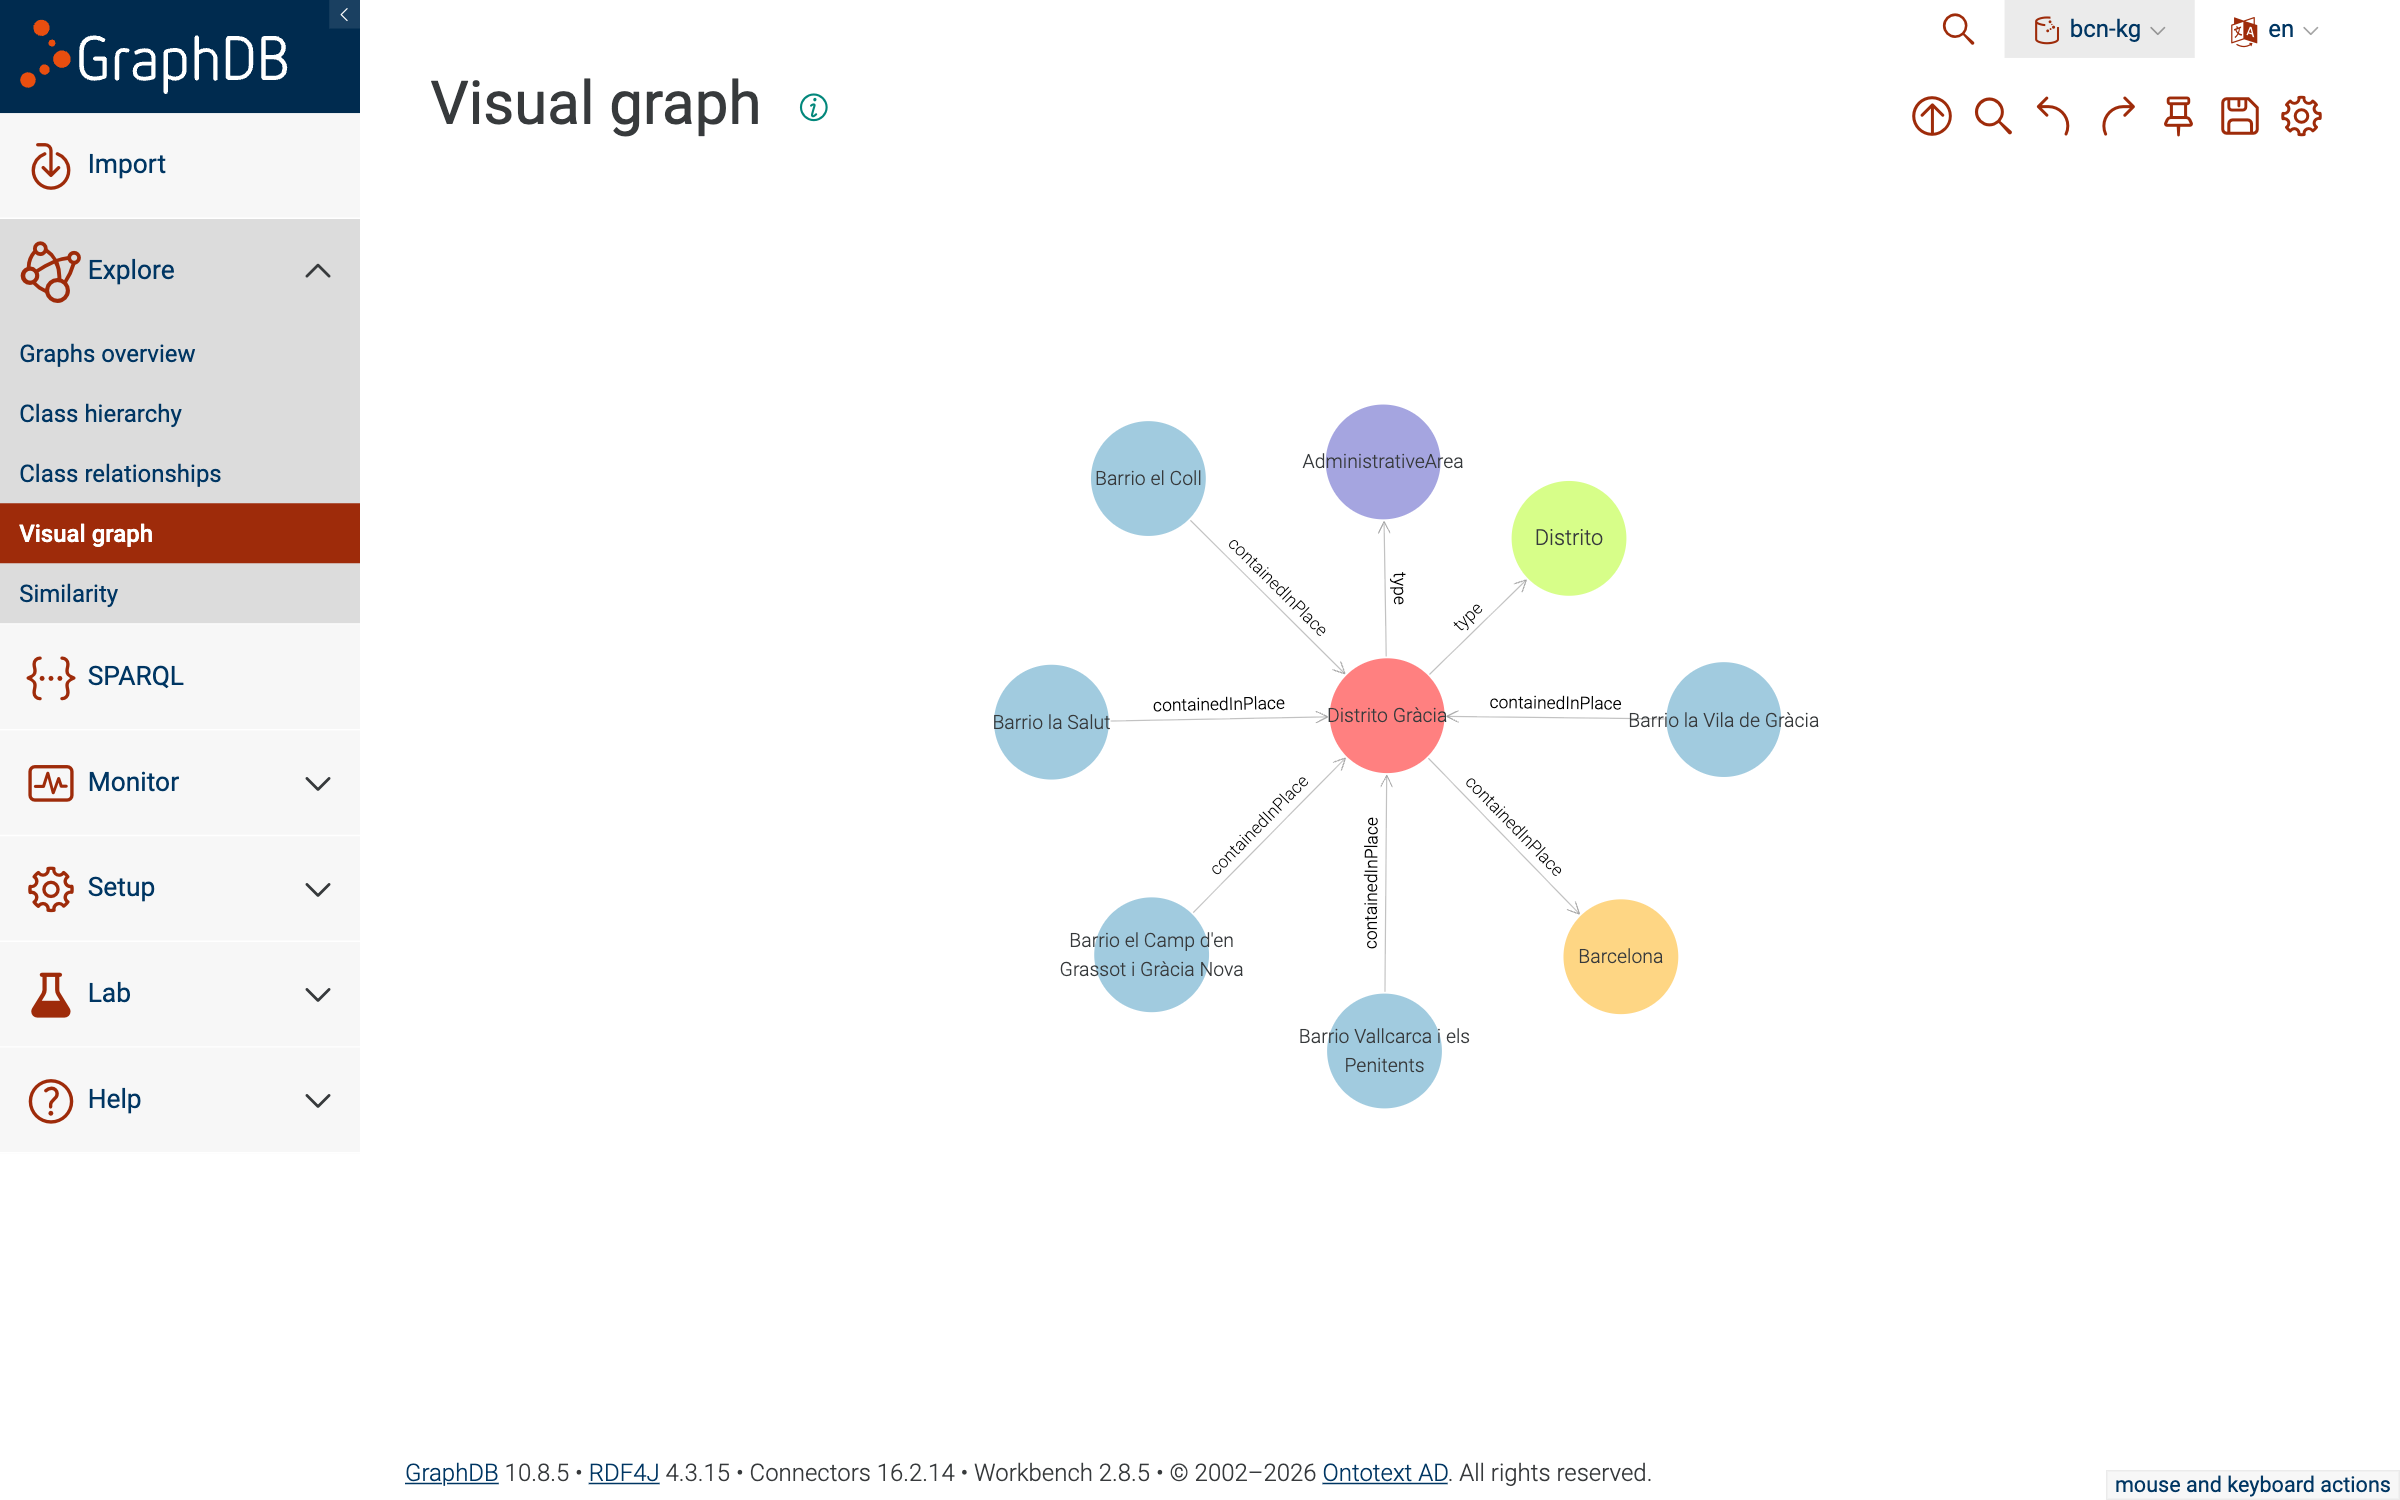 GraphDB
bcn-kg
en
Visual graph
Import
Explore
Graphs overview
Class hierarchy
Class relationships
Visual graph
Similarity
SPARQL
Monitor
Setup
Lab
Help
AdministrativeArea
Barrio el Coll
Distrito
containedInPlace
type
type
containedInPlace
containedInPlace
Distrito Gràcia
Barrio la Vila de Gràcia
Barrio la Salut
containedInPlace
containedInPlace
containedInPlace
Barrio el Camp d'en
Grassot i Gràcia Nova
Barcelona
Barrio Vallcarca i els
Penitents
GraphDB 10.8.5 • RDF4J 4.3.15 • Connectors 16.2.14 • Workbench 2.8.5 • © 2002–2026 Ontotext AD. All rights reserved.
mouse and keyboard actions